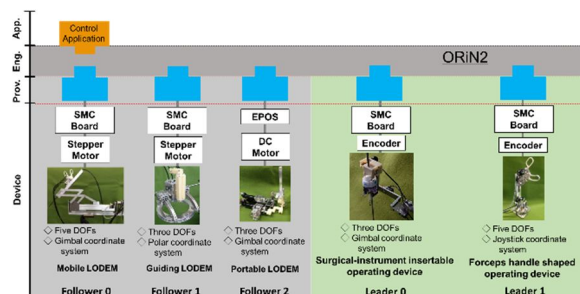 App.
Eng.
Prov.
Device
Control
Application
ORiN2
SMC
Board
Stepper
Motor
Five DOFs
Gimbal coordinate
system
Mobile LODEM
Follower 0
SMC
Board
Stepper
Motor
Three DOFs
Polar coordinate
system
Guiding LODEM
Follower 1
EPOS
DC
Motor
Three DOFs
Gimbal coordinate
system
Portable LODEM
Follower 2
SMC
Board
Encoder
Three DOFs
Gimbal coordinate
system
Surgical-instrument insertable
operating device
Leader 0
SMC
Board
Encoder
Five DOFs
Joystick coordinate
system
Forceps handle shaped
operating device
Leader 1